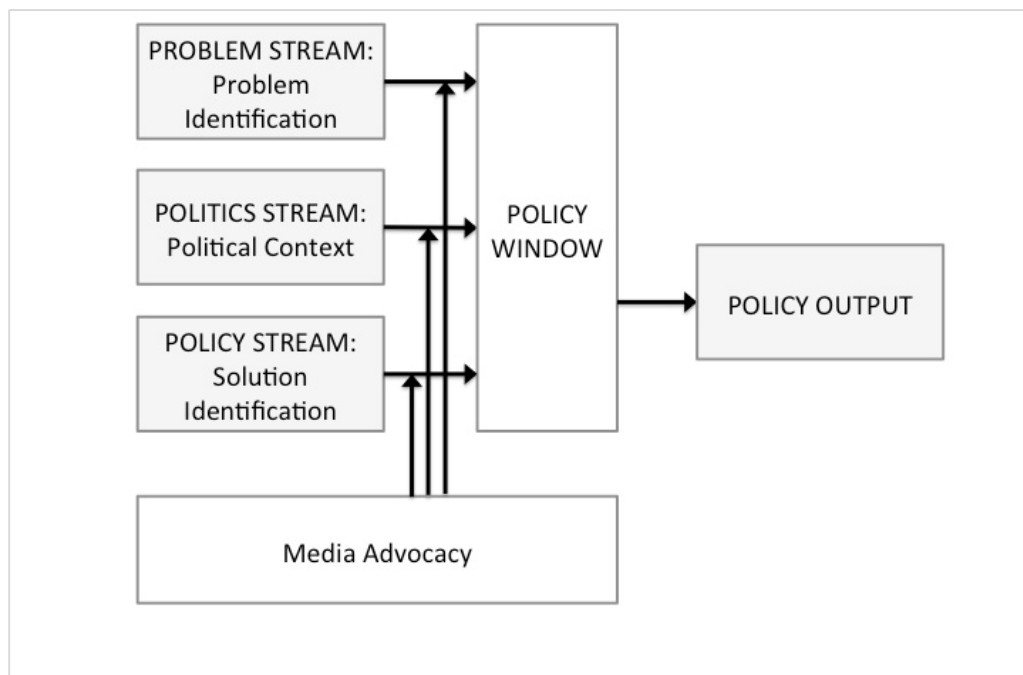 PROBLEM STREAM:
Problem
Identification
POLITICS STREAM:
Political Context
POLICY STREAM:
Solution
Identification
POLICY
WINDOW
POLICY OUTPUT
Media Advocacy